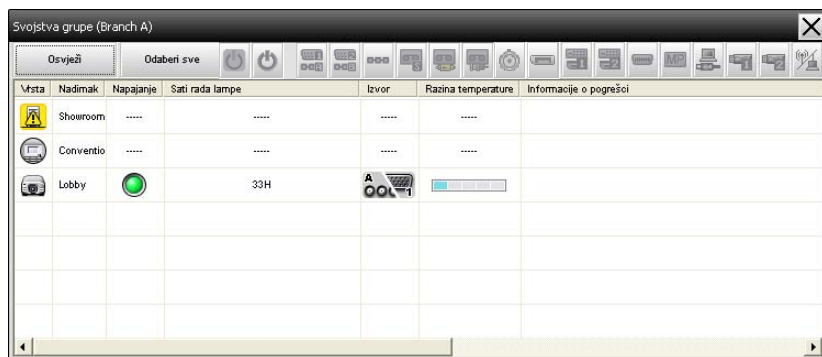 Svojstva grupe (Branch A)
Osvježi Odaberi sve MP
Vrsta Nadimak Napajanje Sati rada lampe Izvor Razina temperature Informacije o pogrešci
Showroom ----- ----- ----- -----
Conventio ----- ----- ----- -----
Lobby 33H A 1